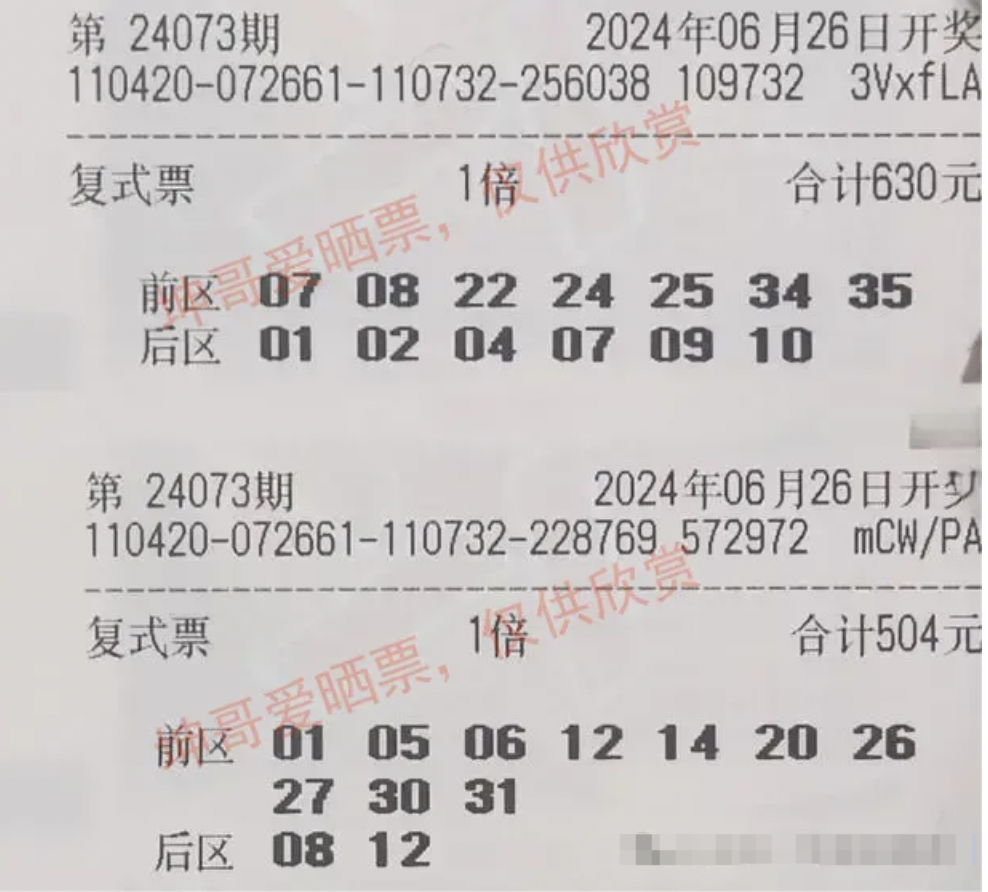 第 24073期 2024年06月26日开奖
110420-072661-110732-256038 109732 3VxfLA
复式票 1倍 合计630元
坤哥爱晒票，仅供欣赏
前区 07 08 22 24 25 34 35
后区 01 02 04 07 09 10
第 24073期 2024年06月26日开
110420-072661-110732-228769 572972 mCW/PA
复式票 1倍 合计504元
坤哥爱晒票，仅供欣赏
前区 01 05 06 12 14 20 26
27 30 31
后区 08 12